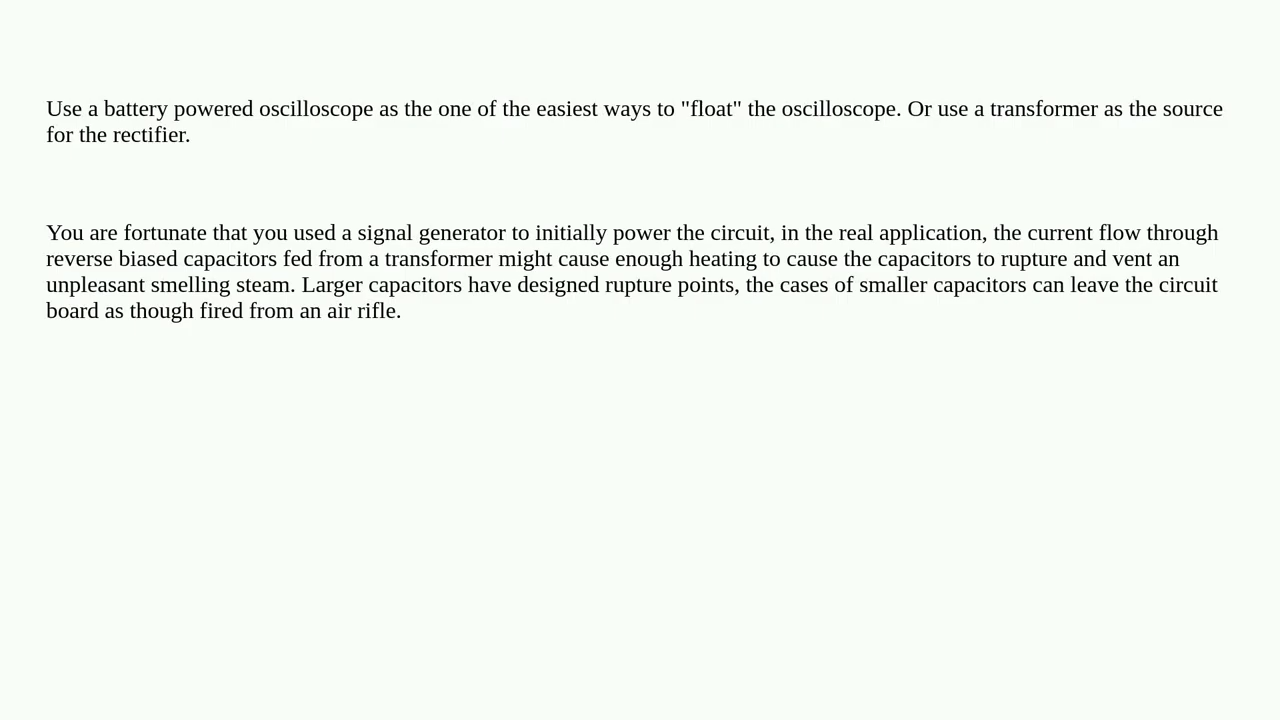 Use a battery powered oscilloscope as the one of the easiest ways to "float" the oscilloscope. Or use a transformer as the source
for the rectifier.
You are fortunate that you used a signal generator to initially power the circuit, in the real application, the current flow through
reverse biased capacitors fed from a transformer might cause enough heating to cause the capacitors to rupture and vent an
unpleasant smelling steam. Larger capacitors have designed rupture points, the cases of smaller capacitors can leave the circuit
board as though fired from an air rifle.